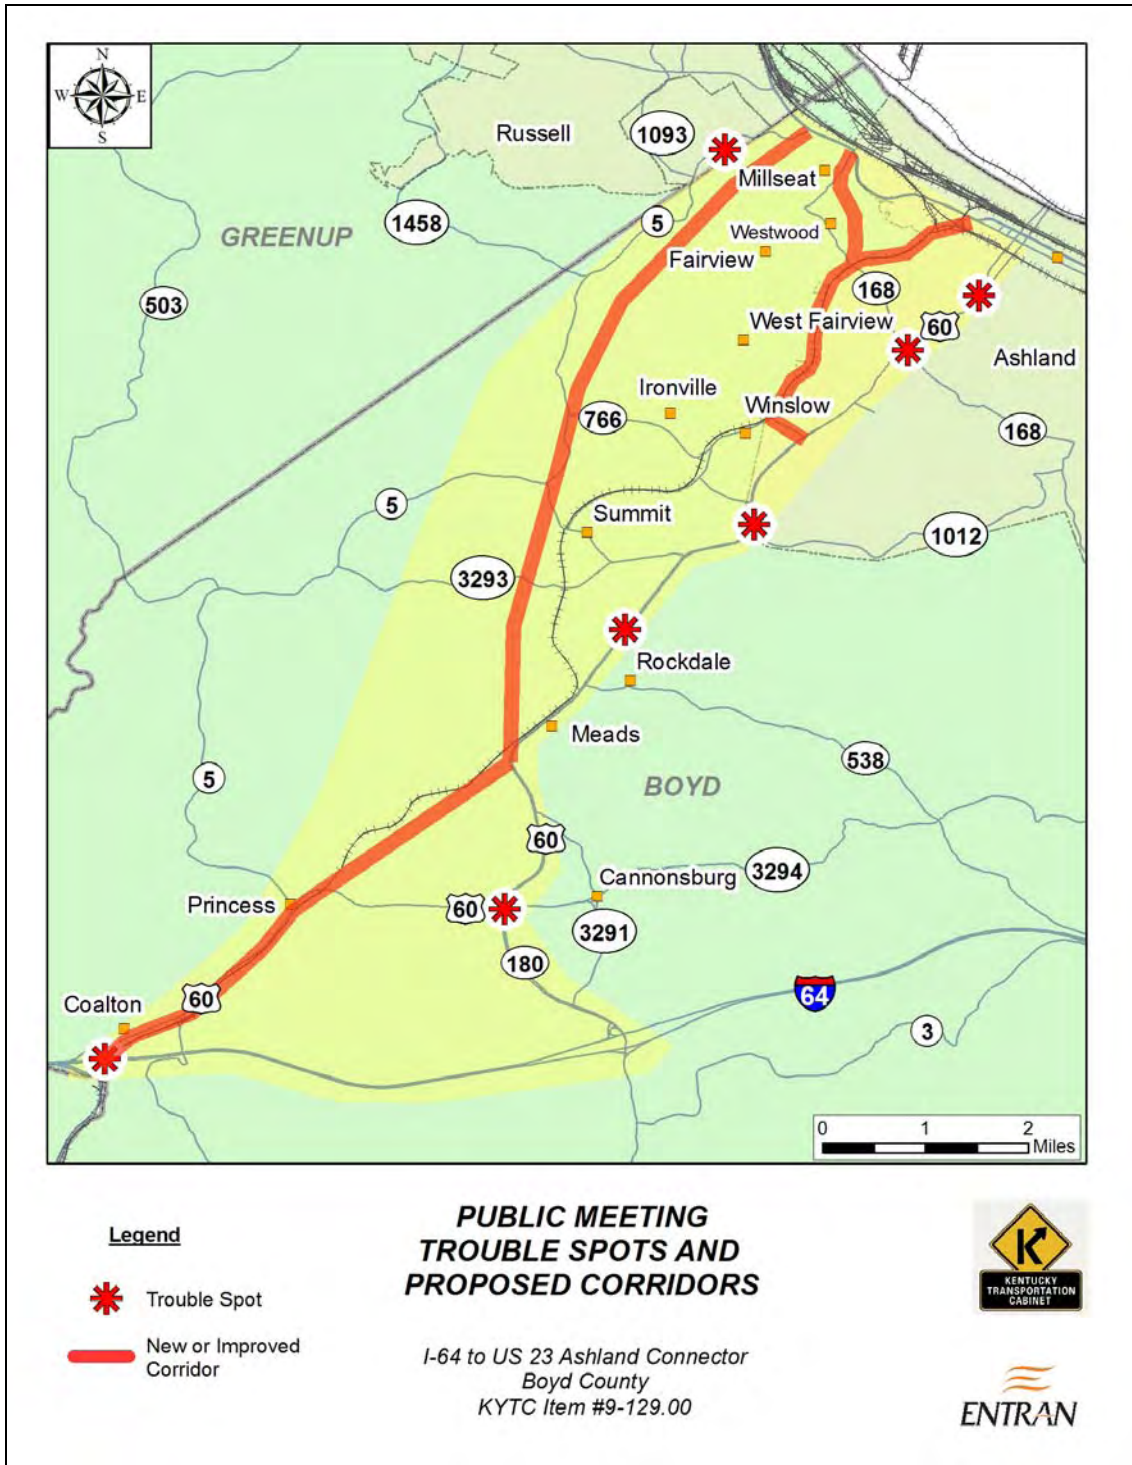 N
W
E
S
Russell
1093
Millseat
1458
5
GREENUP
Westwood
Fairview
503
168
60
West Fairview
Ashland
Ironville
Winslow
766
168
5
Summit
1012
3293
Rockdale
Meads
538
5
BOYD
60
Cannonsburg
3294
Princess
60
3291
180
64
60
Coalton
3
0 1 2
Miles
Legend
Trouble Spot
New or Improved
Corridor
PUBLIC MEETING
TROUBLE SPOTS AND
PROPOSED CORRIDORS
I-64 to US 23 Ashland Connector
Boyd County
KYTC Item #9-129.00
K
KENTUCKY
TRANSPORTATION
CABINET
ENTRAN